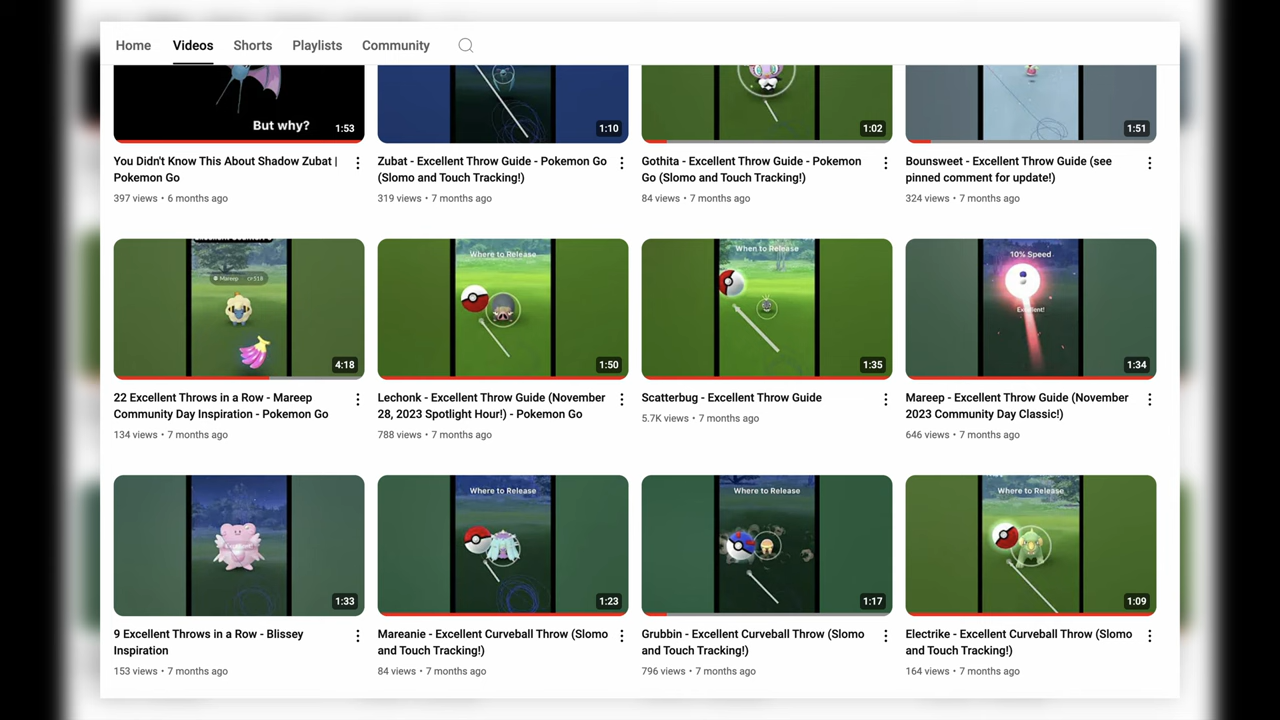 Home Videos Shorts Playlists Community
But why? 1:53
1:10
1:02
1:51
You Didn't Know This About Shadow Zubat |
Pokemon Go
397 views • 6 months ago
Zubat - Excellent Throw Guide - Pokemon Go
(Slomo and Touch Tracking!)
319 views • 7 months ago
Gothita - Excellent Throw Guide - Pokemon
Go (Slomo and Touch Tracking!)
84 views • 7 months ago
Bounsweet - Excellent Throw Guide (see
pinned comment for update!)
324 views • 7 months ago
Mareep CP518
4:18
Where to Release
1:50
When to Release
1:35
10% Speed
Excellent!
1:34
22 Excellent Throws in a Row - Mareep
Community Day Inspiration - Pokemon Go
134 views • 7 months ago
Lechonk - Excellent Throw Guide (November
28, 2023 Spotlight Hour!) - Pokemon Go
788 views • 7 months ago
Scatterbug - Excellent Throw Guide
5.7K views • 7 months ago
Mareep - Excellent Throw Guide (November
2023 Community Day Classic!)
646 views • 7 months ago
1:33
Where to Release
1:23
Where to Release
1:17
Where to Release
1:09
9 Excellent Throws in a Row - Blissey
Inspiration
153 views • 7 months ago
Mareanie - Excellent Curveball Throw (Slomo
and Touch Tracking!)
84 views • 7 months ago
Grubbin - Excellent Curveball Throw (Slomo
and Touch Tracking!)
796 views • 7 months ago
Electrike - Excellent Curveball Throw (Slomo
and Touch Tracking!)
164 views • 7 months ago